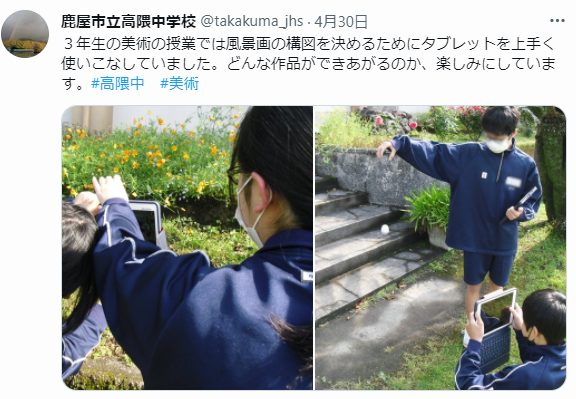 鹿屋市立高隈中学校 @takakuma_jhs · 4月30日
３年生の美術の授業では風景画の構図を決めるためにタブレットを上手く
使いこなしていました。どんな作品ができあがるのか、楽しみにしていま
す。#高隈中　#美術